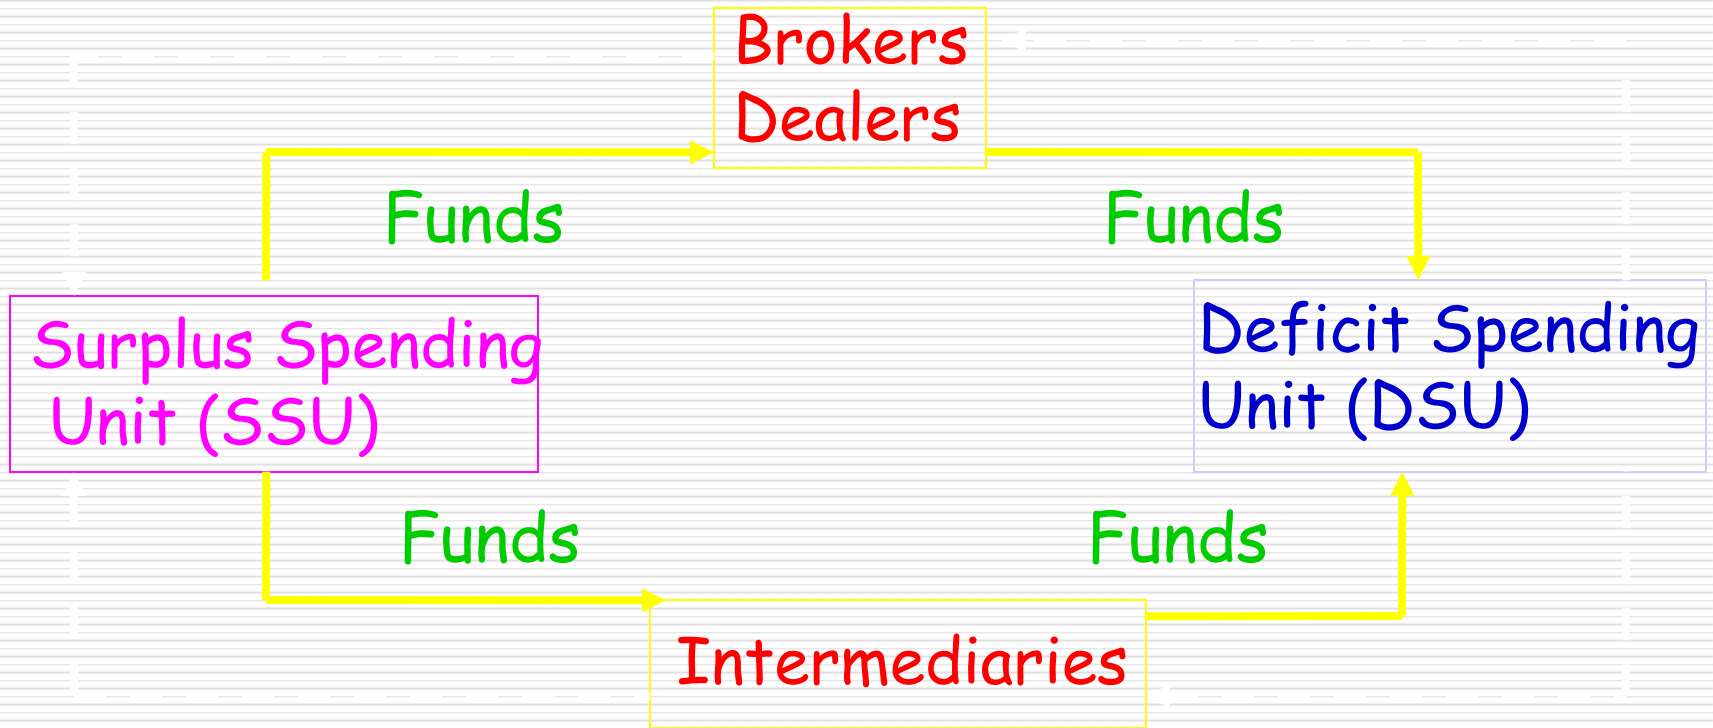 Brokers
Dealers
Funds
Funds
Surplus Spending
Unit (SSU)
Deficit Spending
Unit (DSU)
Funds
Funds
Intermediaries